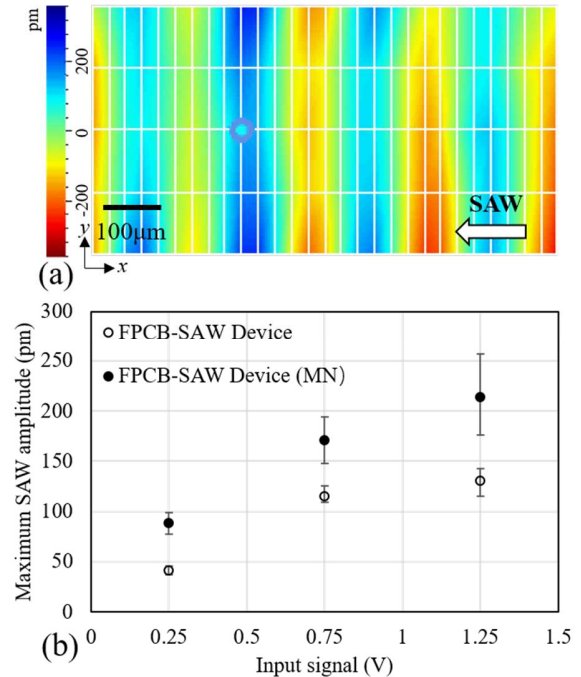 pm
200
0
-200
100µm
y
x
SAW
(a)
300
250
200
150
100
50
0
FPCB-SAW Device
FPCB-SAW Device (MN)
Maximum SAW amplitude (pm)
0
0.25
0.5
0.75
1
1.25
1.5
Input signal (V)
(b)